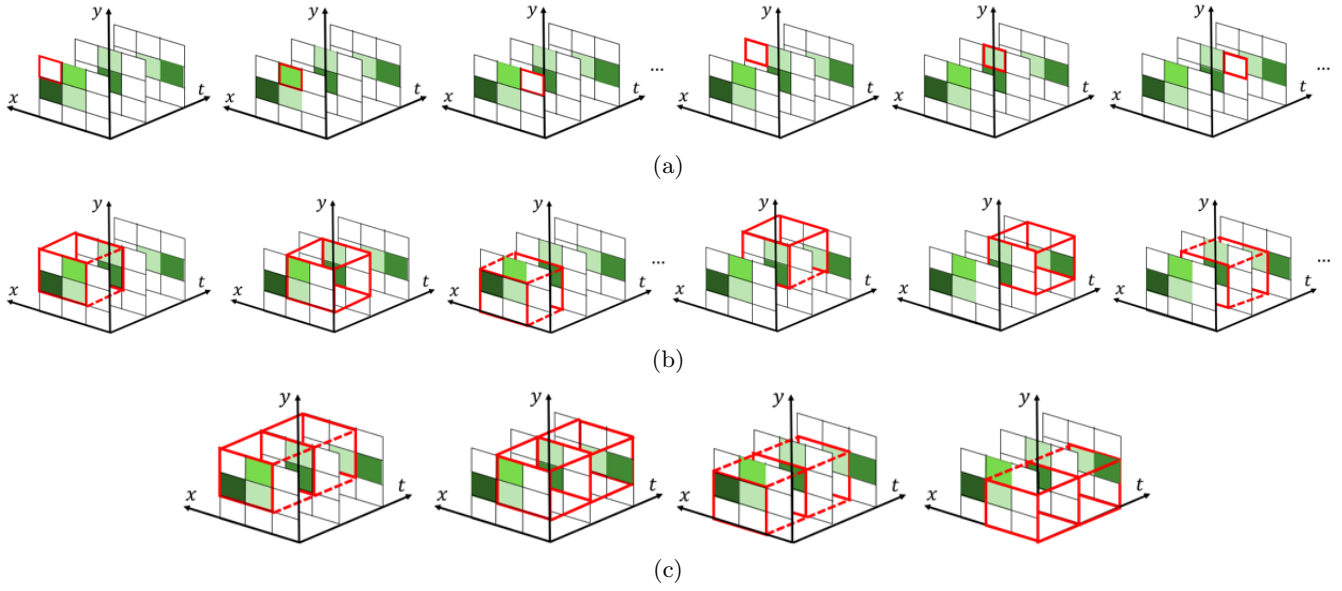 y x t y x t y x t ... y x t y x t y x t ...
(a)
y x t y x t y x t ... y x t y x t y x t ...
(b)
y x t y x t y x t y x t
(c)